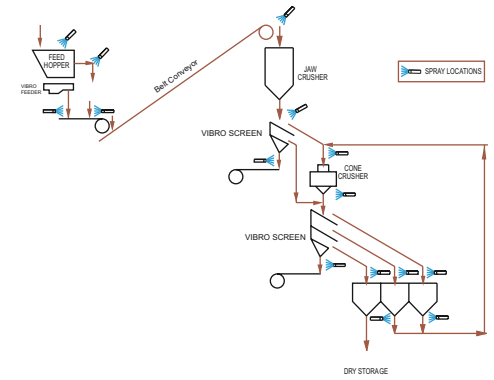 FEED
HOPPER
VIBRO
FEEDER
Belt Conveyor
JAW
CRUSHER
SPRAY LOCATIONS
VIBRO SCREEN
CONE
CRUSHER
VIBRO SCREEN
DRY STORAGE